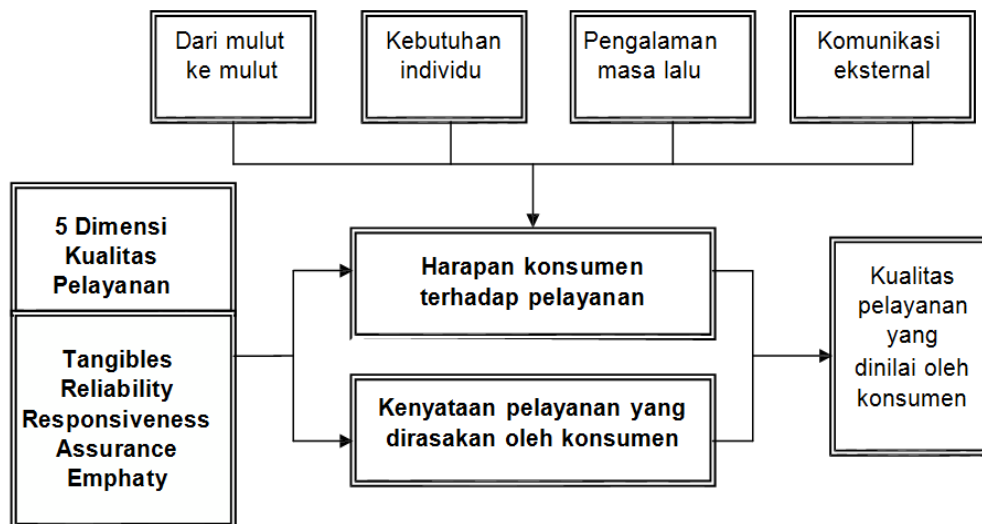 Dari mulut
ke mulut
Kebutuhan
individu
Pengalaman
masa lalu
Komunikasi
eksternal
5 Dimensi
Kualitas
Pelayanan
Tangibles
Reliability
Responsiveness
Assurance
Emphaty
Harapan konsumen
terhadap pelayanan
Kenyataan pelayanan yang
dirasakan oleh konsumen
Kualitas
pelayanan
yang
dinilai oleh
konsumen